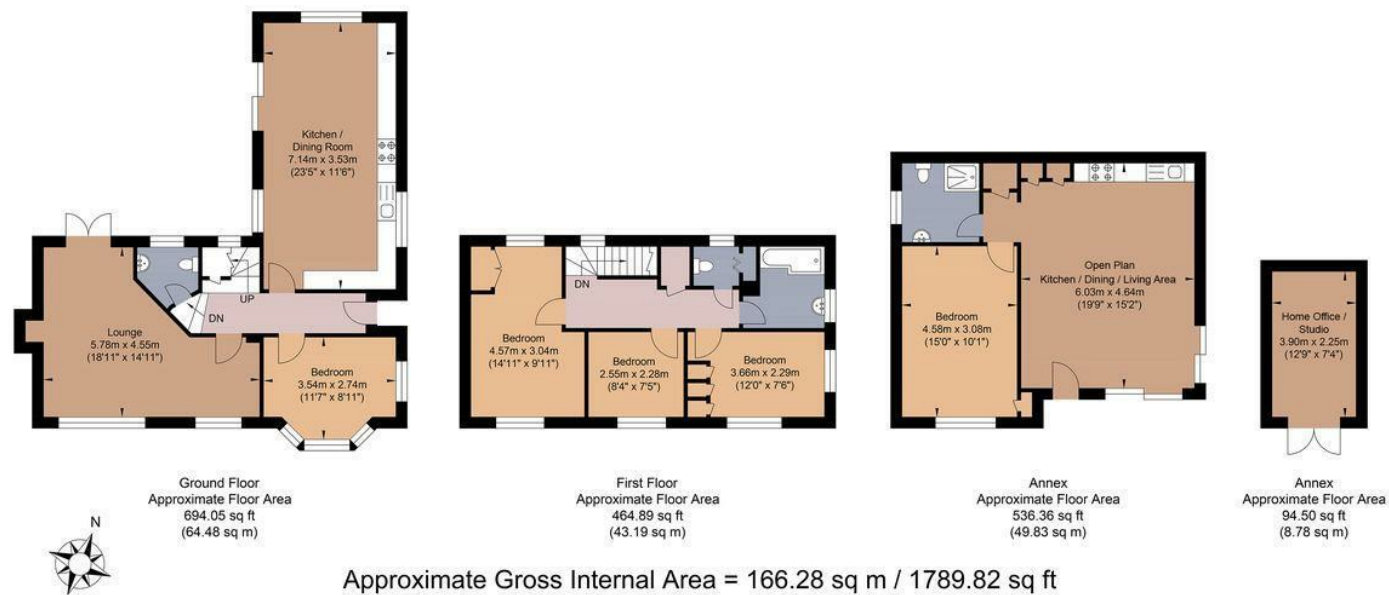 Kitchen /
Dining Room
7.14m x 3.53m
(23'5" x 11'6")
UP
DN
Lounge
5.78m x 4.55m
(18'11" x 14'11")
Bedroom
3.54m x 2.74m
(11'7" x 8'11")
Ground Floor
Approximate Floor Area
694.05 sq ft
(64.48 sq m)
DN
Bedroom
4.57m x 3.04m
(14'11" x 9'11")
Bedroom
2.55m x 2.28m
(8'4" x 7'5")
Bedroom
3.66m x 2.29m
(12'0" x 7'6")
First Floor
Approximate Floor Area
464.89 sq ft
(43.19 sq m)
Open Plan
Kitchen / Dining / Living Area
6.03m x 4.64m
(19'9" x 15'2")
Bedroom
4.58m x 3.08m
(15'0" x 10'1")
Annex
Approximate Floor Area
536.36 sq ft
(49.83 sq m)
Home Office /
Studio
3.90m x 2.25m
(12'9" x 7'4")
Annex
Approximate Floor Area
94.50 sq ft
(8.78 sq m)
N
Approximate Gross Internal Area = 166.28 sq m / 1789.82 sq ft